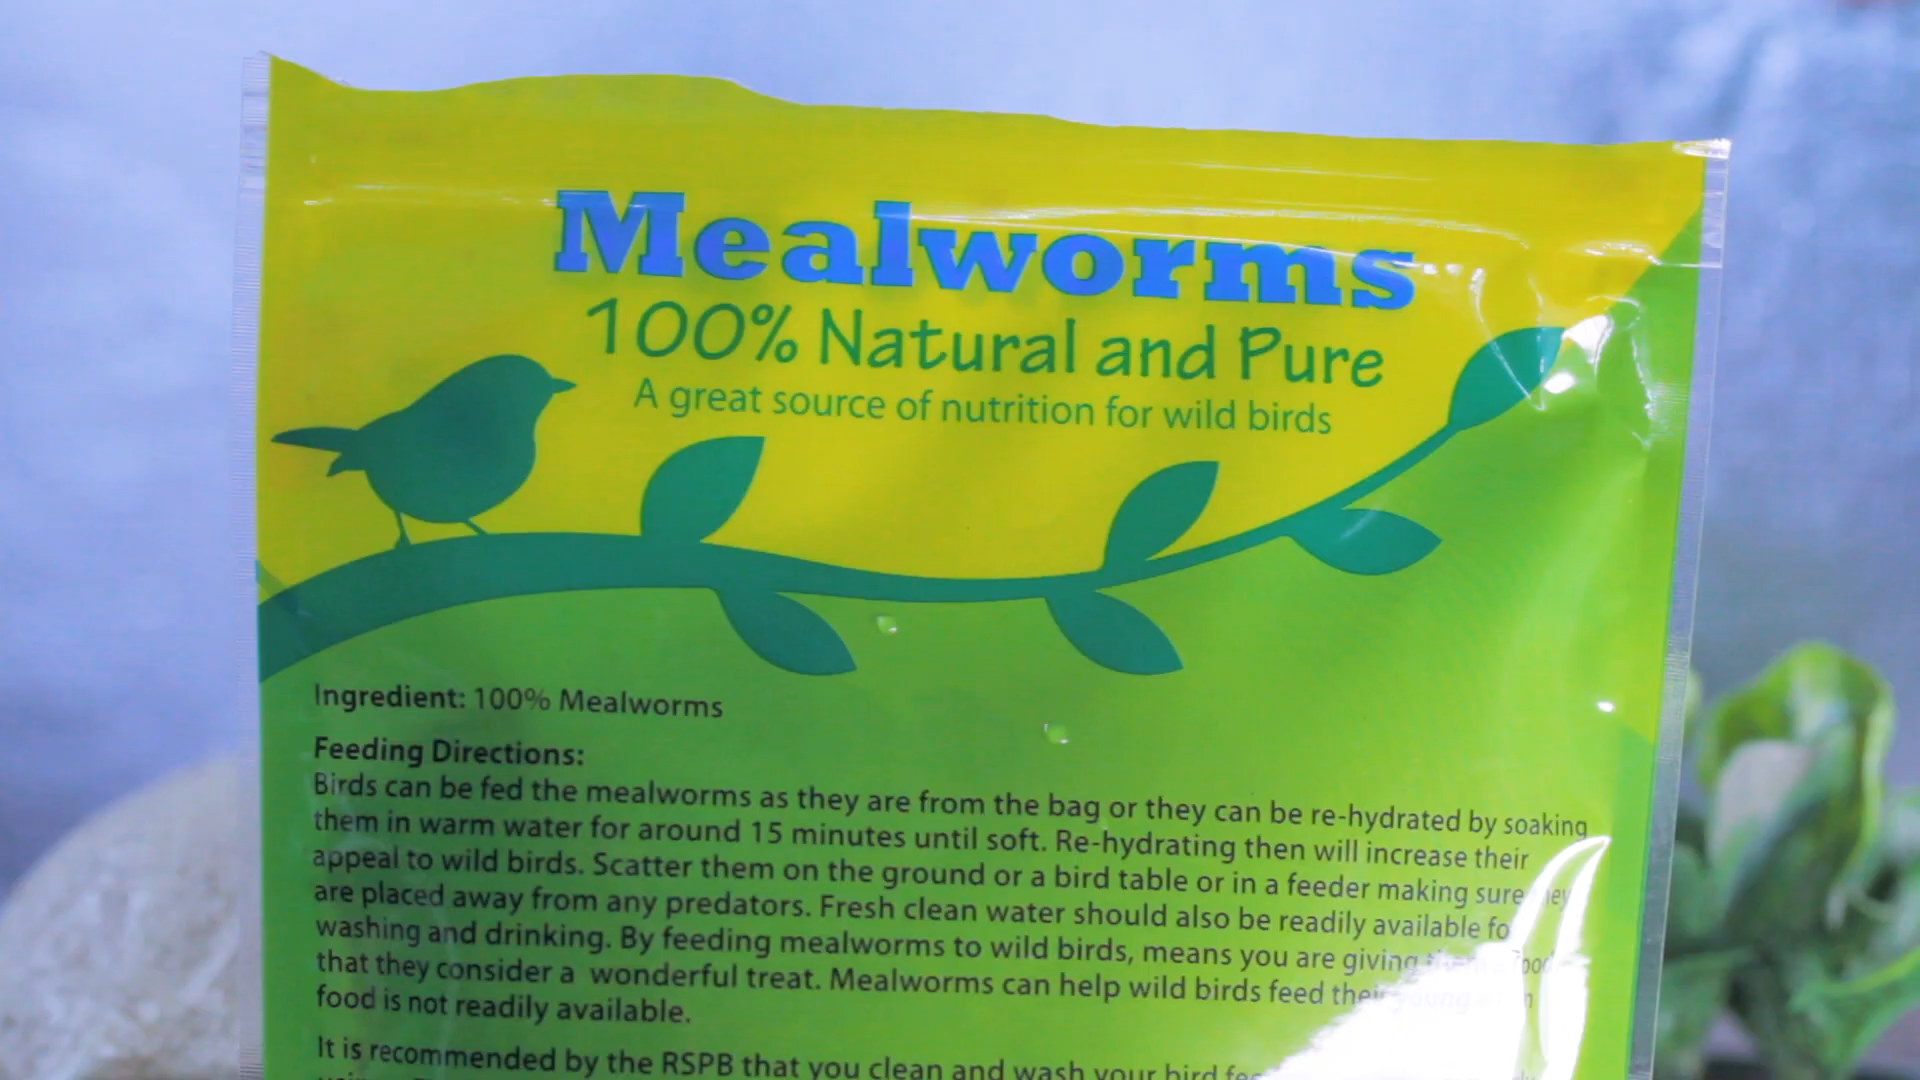 Mealworms
100% Natural and Pure
A great source of nutrition for wild birds
Ingredient: 100% Mealworms
Feeding Directions:
Birds can be fed the mealworms as they are from the bag or they can be re-hydrated by soaking
them in warm water for around 15 minutes until soft. Re-hydrating then will increase their
appeal to wild birds. Scatter them on the ground or a bird table or in a feeder making sure
are placed away from any predators. Fresh clean water should also be readily available
washing and drinking. By feeding mealworms to wild birds, means you are giving
that they consider a wonderful treat. Mealworms can help wild birds feed their young
food is not readily available.
It is recommended by the RSPB that you clean and wash your bird